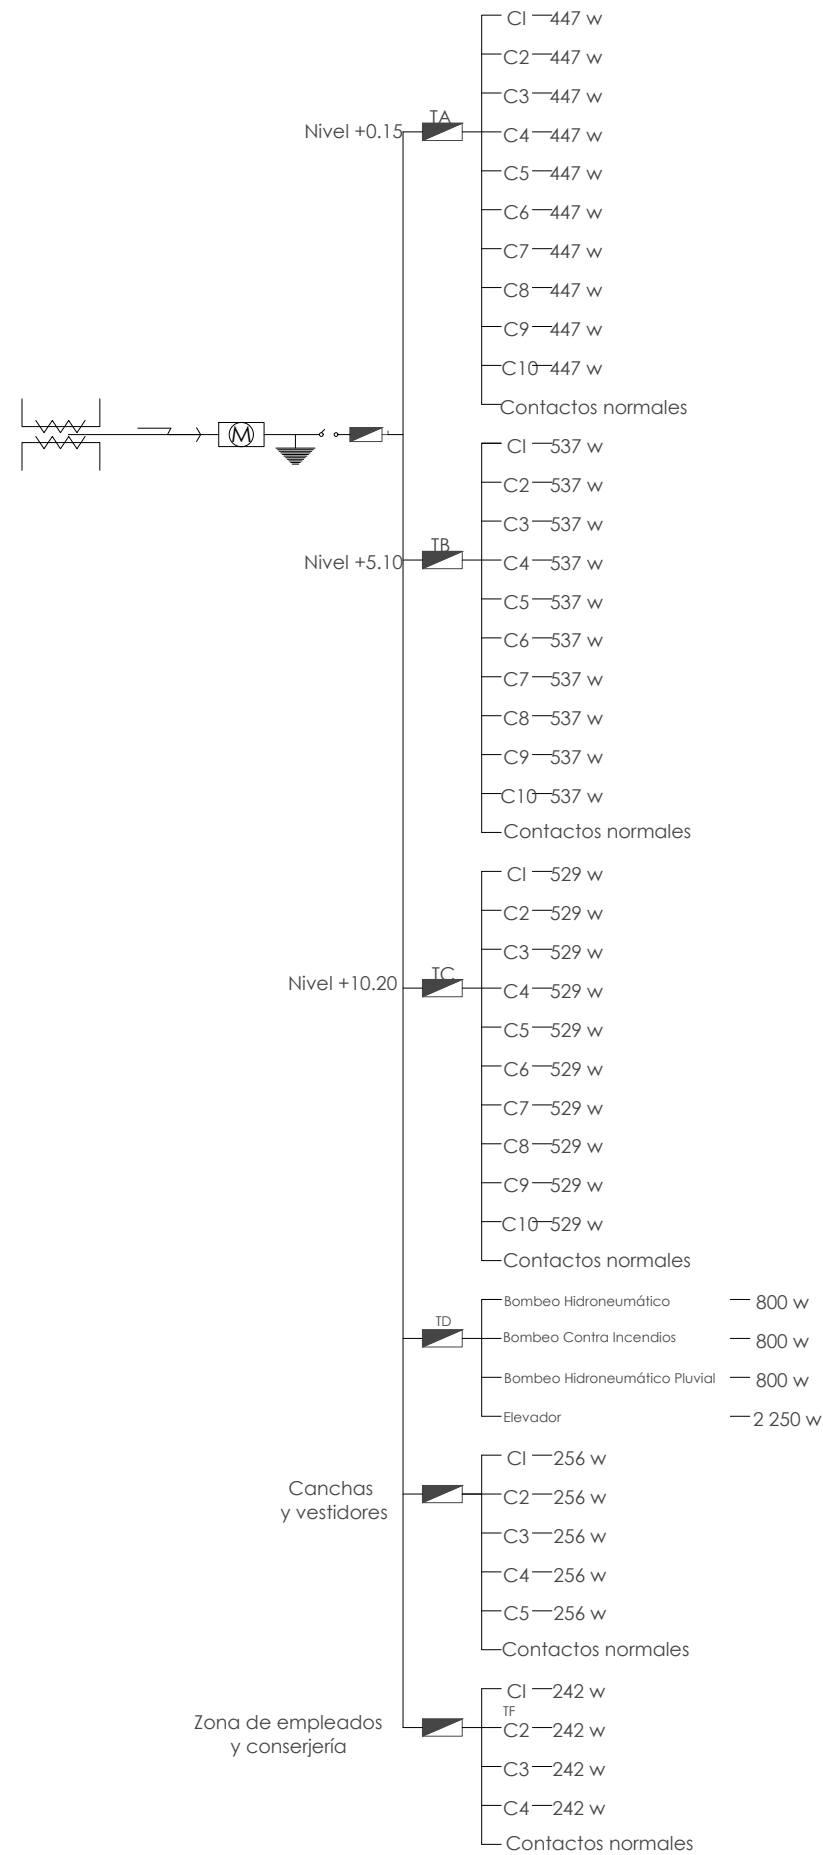 CI 447 w
C2 447 w
C3 447 w
TA
Nivel +0.15
C4 447 w
C5 447 w
C6 447 w
C7 447 w
C8 447 w
C9 447 w
C10 447 w
Contactos normales
M
CI 537 w
C2 537 w
C3 537 w
TB
Nivel +5.10
C4 537 w
C5 537 w
C6 537 w
C7 537 w
C8 537 w
C9 537 w
C10 537 w
Contactos normales
CI 529 w
C2 529 w
C3 529 w
TC
Nivel +10.20
C4 529 w
C5 529 w
C6 529 w
C7 529 w
C8 529 w
C9 529 w
C10 529 w
Contactos normales
Bombeo Hidroneumático 800 w
TD
Bombeo Contra Incendios 800 w
Bombeo Hidroneumático Pluvial 800 w
Elevador 2 250 w
CI 256 w
Canchas
y vestidores
C2 256 w
C3 256 w
C4 256 w
C5 256 w
Contactos normales
CI 242 w
TF
Zona de empleados
y conserjería
C2 242 w
C3 242 w
C4 242 w
Contactos normales